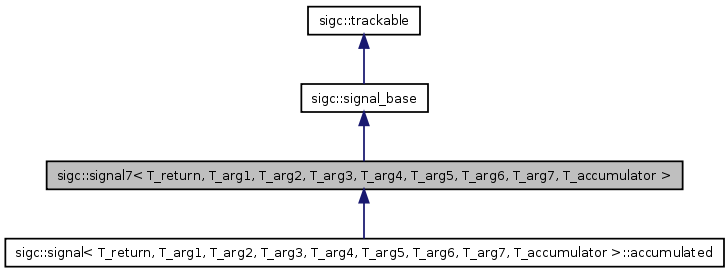 sigc::trackable
sigc::signal_base
sigc::signal7< T_return, T_arg1, T_arg2, T_arg3, T_arg4, T_arg5, T_arg6, T_arg7, T_accumulator >
sigc::signal< T_return, T_arg1, T_arg2, T_arg3, T_arg4, T_arg5, T_arg6, T_arg7, T_accumulator >::accumulated